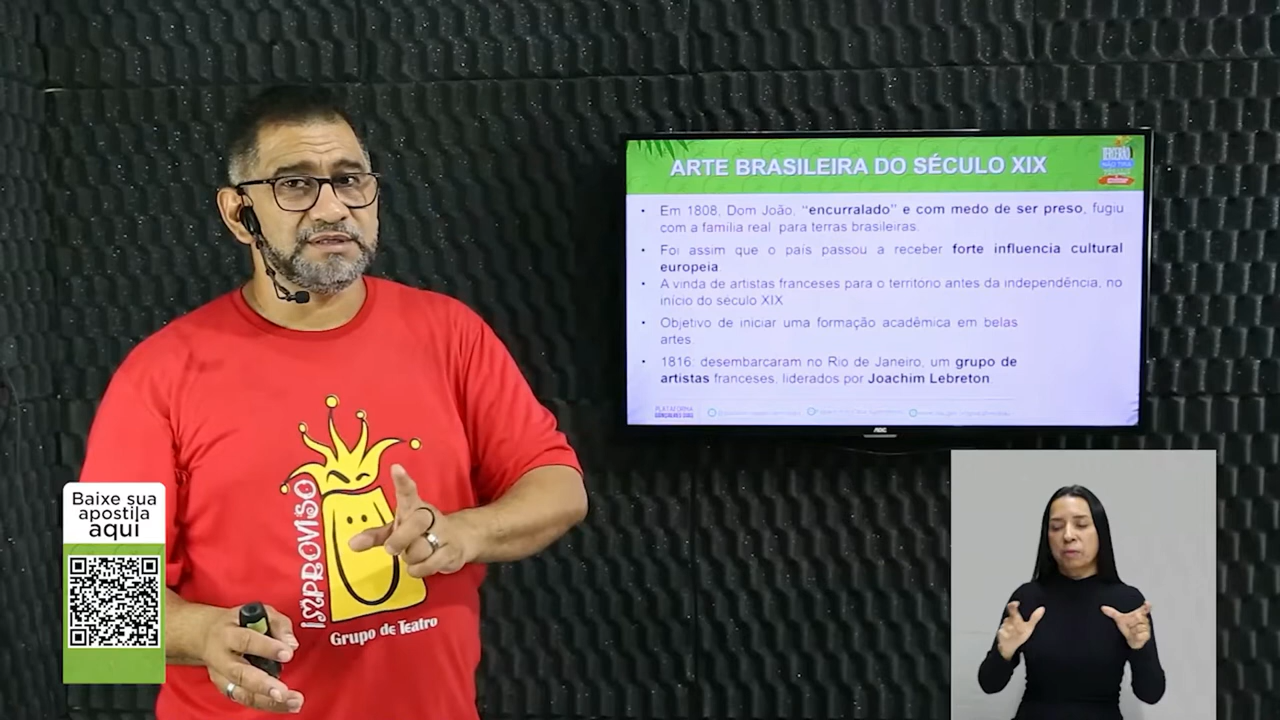 ARTE BRASILEIRA DO SÉCULO XIX
• Em 1808, Dom João, “encurralado” e com medo de ser preso, fugiu
com a família real para terras brasileiras.
• Foi assim que o país passou a receber forte influencia cultural
europeia
• A vinda de artistas franceses para o territorio antes da independência, no
início do século XIX
• Objetivo de iniciar uma formação acadêmica em belas
artes
• 1816: desembarcaram no Rio de Janeiro, um grupo de
artistas franceses, liderados por Joachim Lebreton
PLATAFORMA
GONÇALVES DIAS
AOC
IMPROVISO
Grupo de Teatro
Baixe sua
apostila
aqui